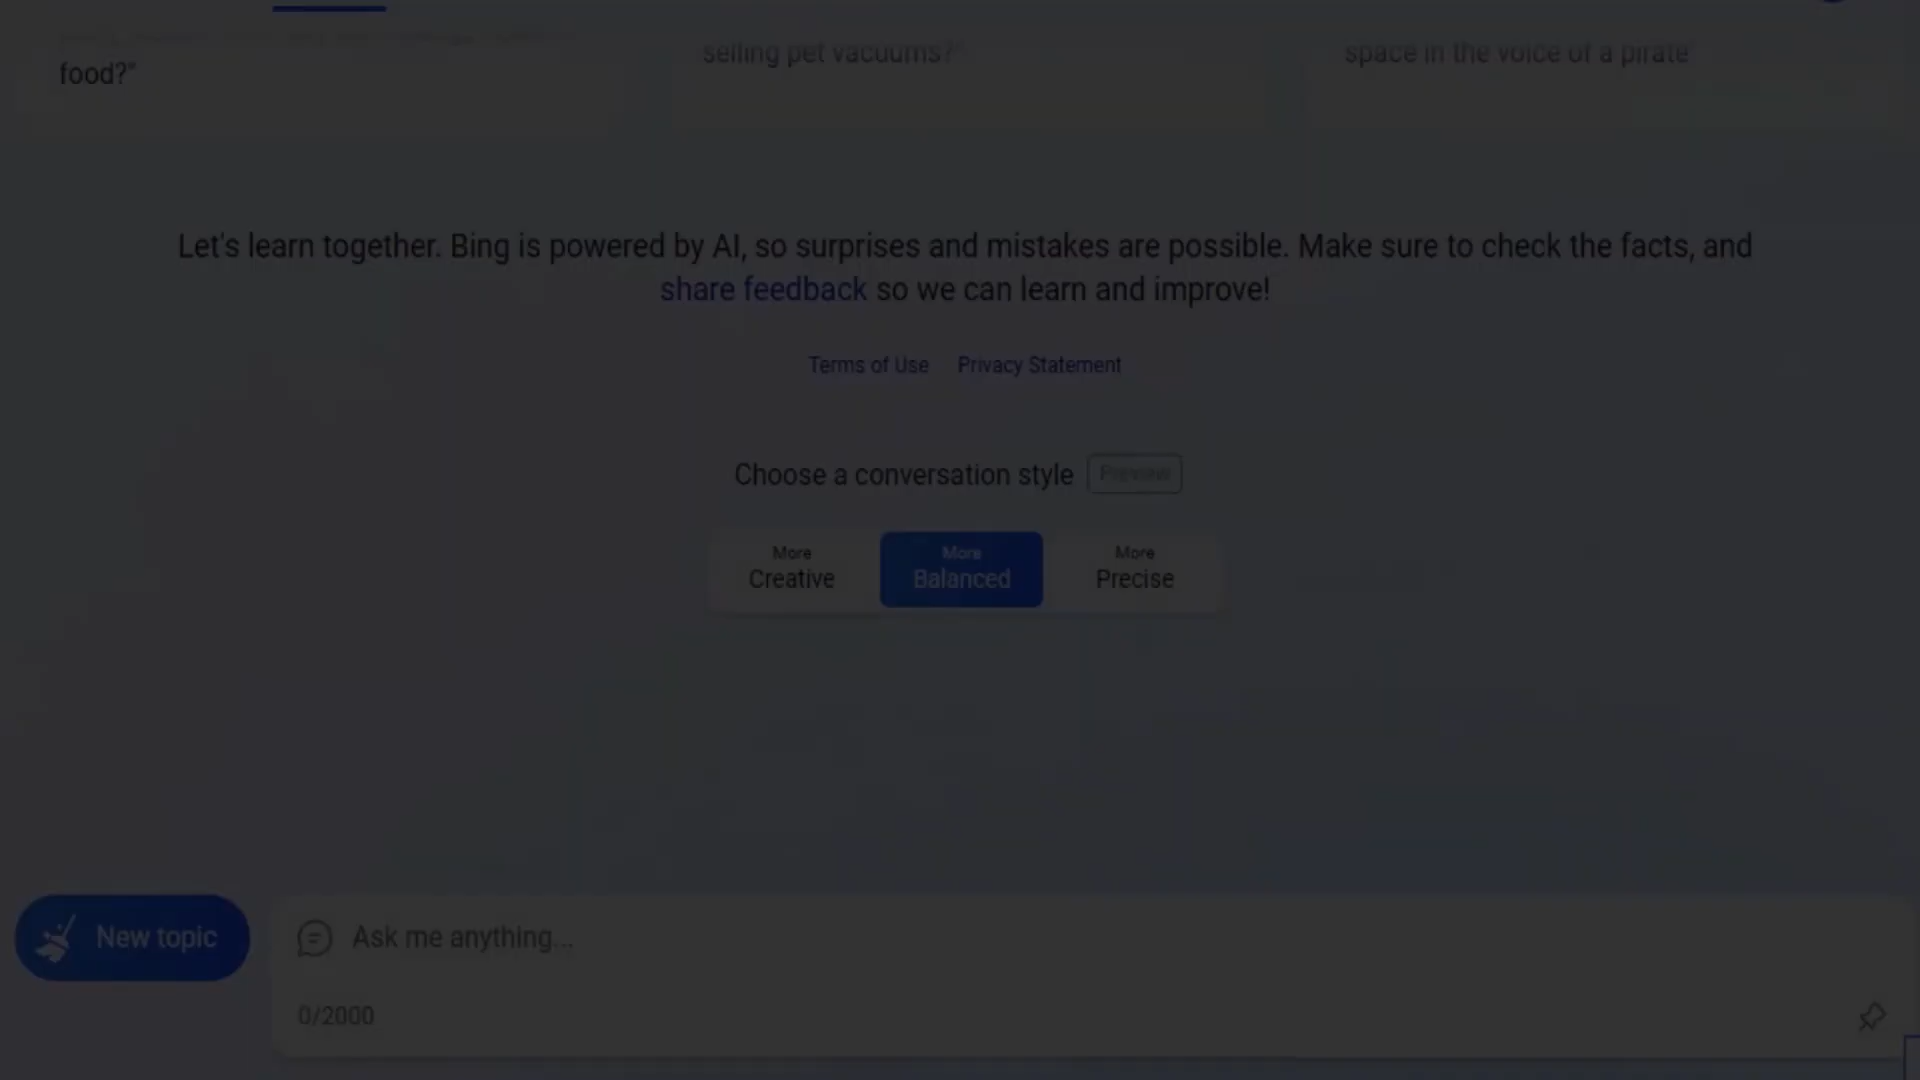 food?"
selling pet vacuums?"
space in the voice of a pirate
Let's learn together. Bing is powered by AI, so surprises and mistakes are possible. Make sure to check the facts, and
share feedback so we can learn and improve!
Terms of Use Privacy Statement
Choose a conversation style Preview
More
Creative
More
Balanced
More
Precise
New topic
Ask me anything...
0/2000